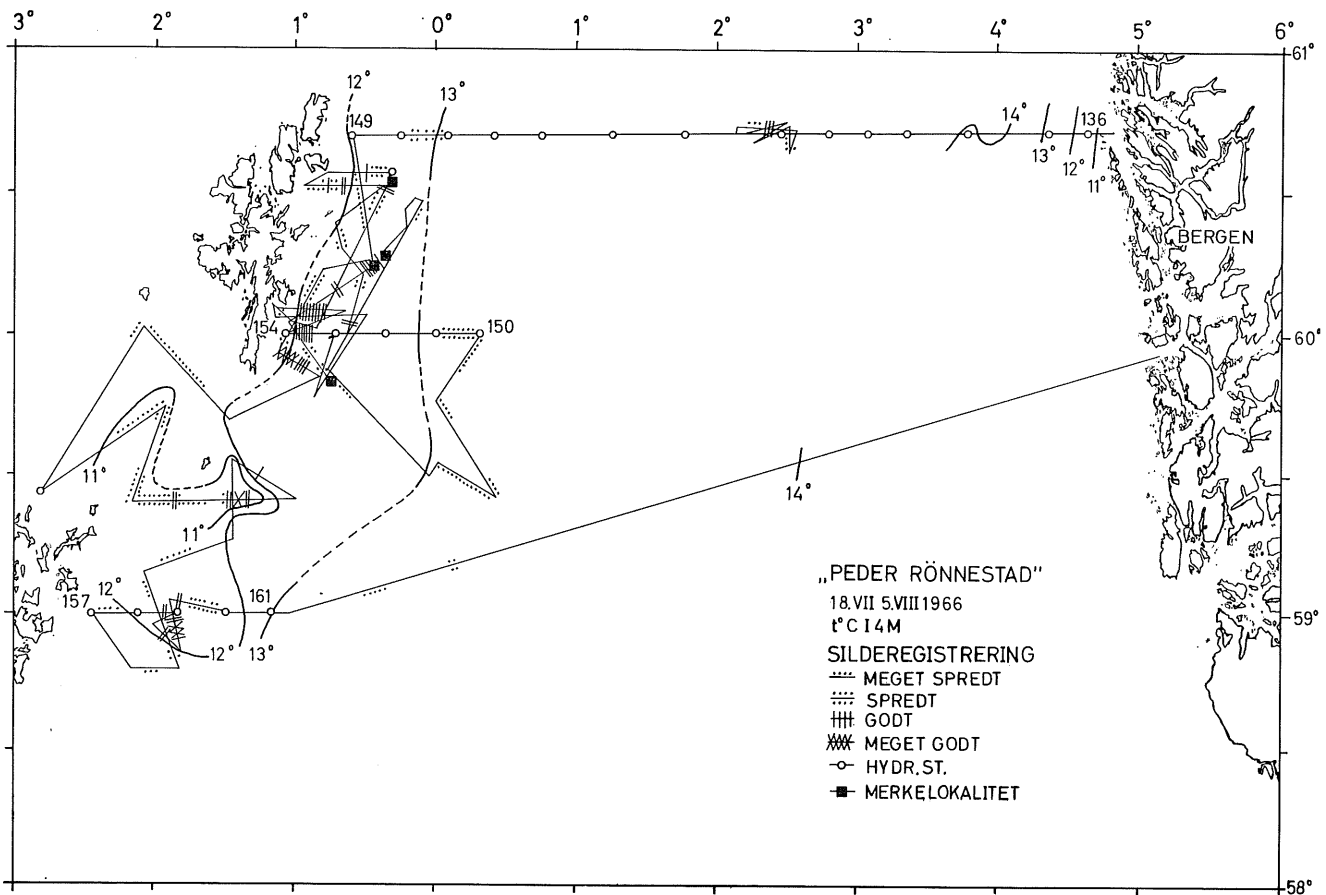 3° 2° 1° 0° 1° 2° 3° 4° 5° 6°
61°
12°
13°
149
14°
136
13°
12°
11°
BERGEN
154
150
60°
11°
14°
11°
12°
157
161
59°
12°
13°
„PEDER RÖNNESTAD"
18.VII 5.VIII 1966
t°C I 4M
SILDEREGISTRERING
MEGET SPREDT
SPREDT
GODT
MEGET GODT
HYDR.ST.
MERKELOKALITET
58°